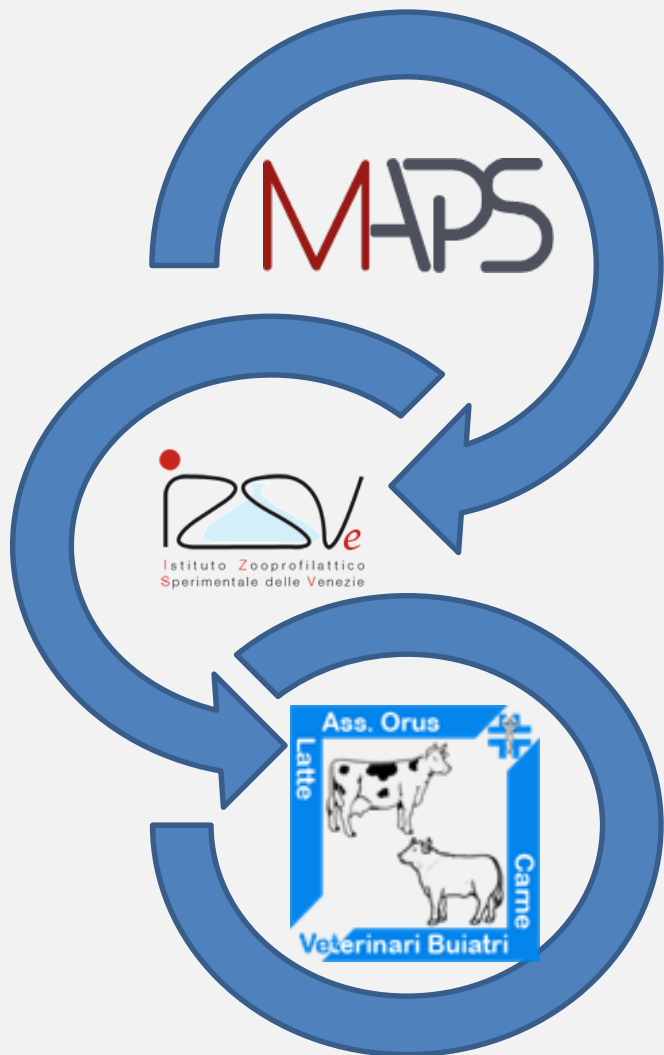 MAPS
IZSVe
Istituto Zooprofilattico
Sperimentale delle Venezie
Ass. Orus
Latte
Carne
Veterinari Buiatri